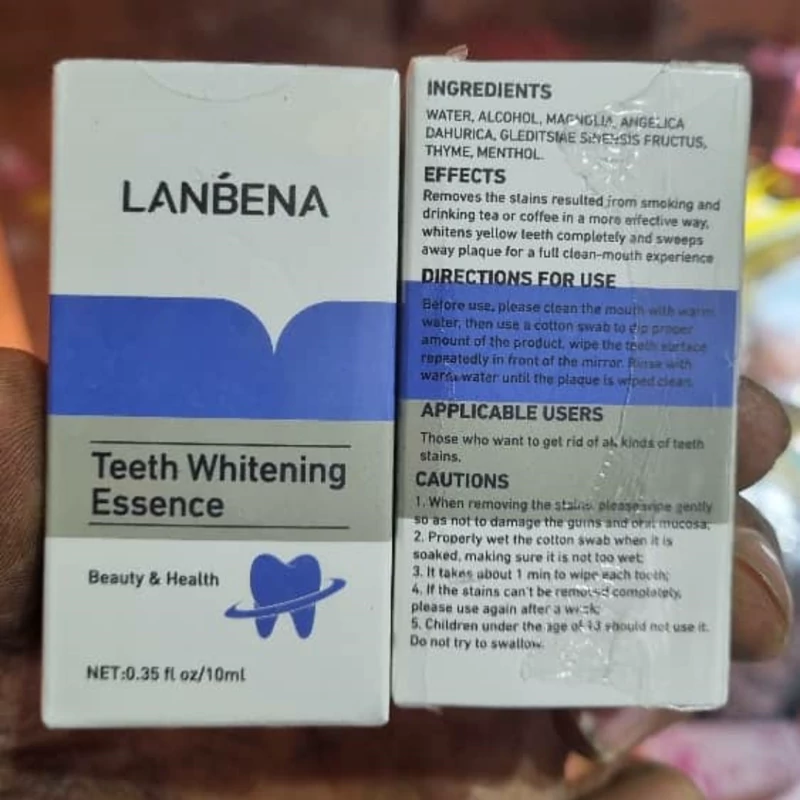 LANBENA
Teeth Whitening
Essence
Beauty & Health
NET:0.35 fl oz/10ml
INGREDIENTS
WATER, ALCOHOL, MAGNOLIA, ANGELICA
DAHURICA, GLEDITSIAE SINENSIS FRUCTUS,
THYME, MENTHOL.
EFFECTS
Removes the stains resulted from smoking and
drinking tea or coffee in a more effective way,
whitens yellow teeth completely and sweeps
away plaque for a full clean-mouth experience
DIRECTIONS FOR USE
Before use, please clean the mouth with warm
water, then use a cotton swab to dip proper
amount of the product, wipe the teeth surface
repeatedly in front of the mirror. Rinse with
warm water until the plaque is wiped clean.
APPLICABLE USERS
Those who want to get rid of all kinds of teeth
stains.
CAUTIONS
1. When removing the stains, please wipe gently
so as not to damage the gums and oral mucosa;
2. Properly wet the cotton swab when it is
soaked, making sure it is not too wet;
3. It takes about 1 min to wipe each tooth;
4. If the stains can't be removed completely,
please use again after a week;
5. Children under the age of 13 should not use it.
Do not try to swallow.